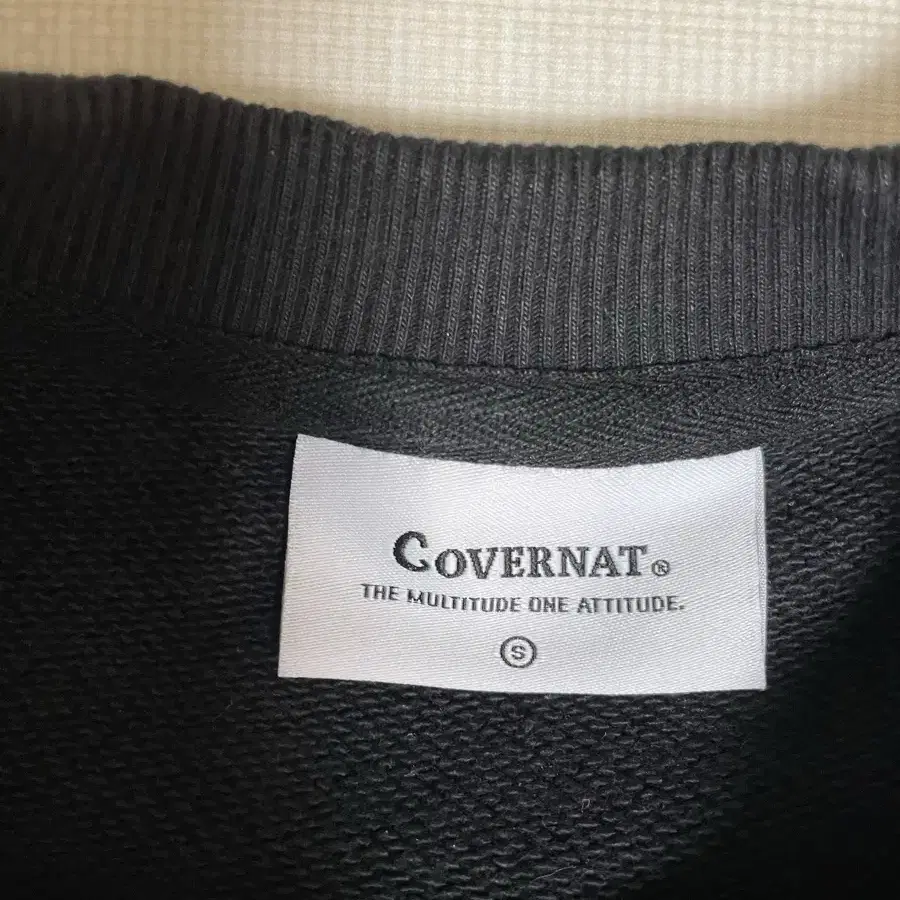 COVERNAT®
THE MULTITUDE ONE ATTITUDE.
S